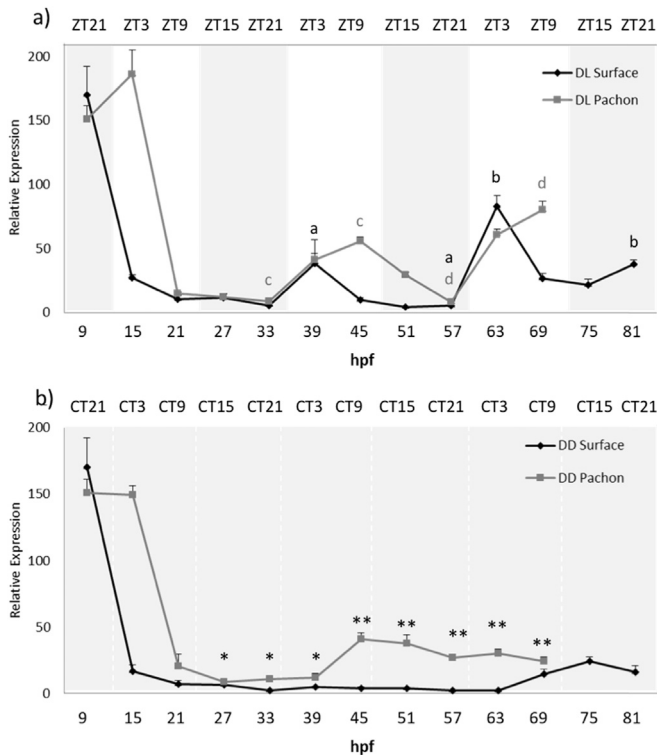 a)
ZT21 ZT3 ZT9 ZT15 ZT21 ZT3 ZT9 ZT15 ZT21 ZT3 ZT9 ZT15 ZT21
200
150
100
50
0
Relative Expression
DL Surface
DL Pachon
c
a
c
a
d
b
d
b
9 15 21 27 33 39 45 51 57 63 69 75 81
hpf
b)
CT21 CT3 CT9 CT15 CT21 CT3 CT9 CT15 CT21 CT3 CT9 CT15 CT21
200
150
100
50
0
Relative Expression
DD Surface
DD Pachon
* * * ** ** ** ** **
9 15 21 27 33 39 45 51 57 63 69 75 81
hpf